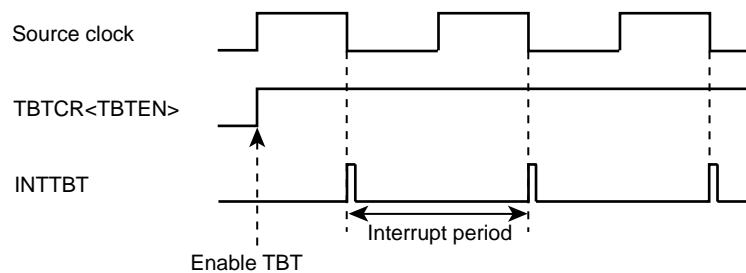 Source clock
TBTCR<TBTEN>
INTTBT
Interrupt period
Enable TBT